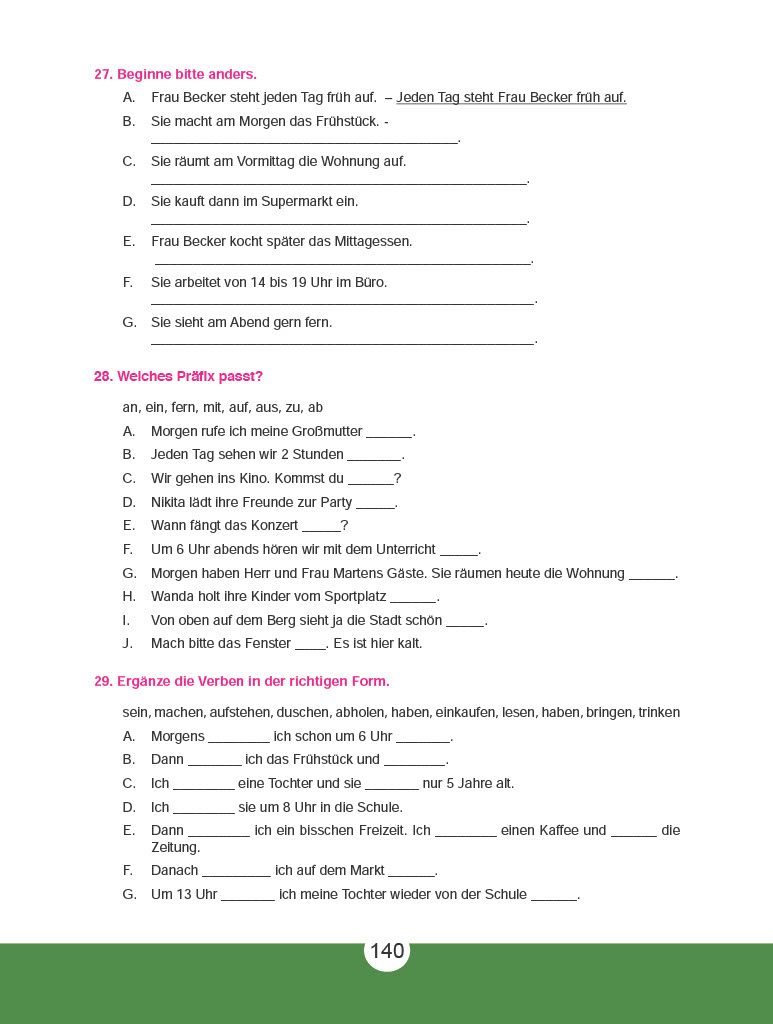 27. Beginne bitte anders.
A. Frau Becker steht jeden Tag früh auf. – Jeden Tag steht Frau Becker früh auf.
B. Sie macht am Morgen das Frühstück. -
________________________________________.
C. Sie räumt am Vormittag die Wohnung auf.
_________________________________________________.
D. Sie kauft dann im Supermarkt ein.
_________________________________________________.
E. Frau Becker kocht später das Mittagessen.
_________________________________________________.
F. Sie arbeitet von 14 bis 19 Uhr im Büro.
__________________________________________________.
G. Sie sieht am Abend gern fern.
__________________________________________________.
28. Welches Präfix passt?
an, ein, fern, mit, auf, aus, zu, ab
A. Morgen rufe ich meine Großmutter ______.
B. Jeden Tag sehen wir 2 Stunden _______.
C. Wir gehen ins Kino. Kommst du ______?
D. Nikita lädt ihre Freunde zur Party _____.
E. Wann fängt das Konzert _____?
F. Um 6 Uhr abends hören wir mit dem Unterricht _____.
G. Morgen haben Herr und Frau Martens Gäste. Sie räumen heute die Wohnung ______.
H. Wanda holt ihre Kinder vom Sportplatz ______.
I. Von oben auf dem Berg sieht ja die Stadt schön _____.
J. Mach bitte das Fenster ____. Es ist hier kalt.
29. Ergänze die Verben in der richtigen Form.
sein, machen, aufstehen, duschen, abholen, haben, einkaufen, lesen, haben, bringen, trinken
A. Morgens ________ ich schon um 6 Uhr _______.
B. Dann _______ ich das Frühstück und ________.
C. Ich ________ eine Tochter und sie _______ nur 5 Jahre alt.
D. Ich ________ sie um 8 Uhr in die Schule.
E. Dann ________ ich ein bisschen Freizeit. Ich ________ einen Kaffee und ______ die
Zeitung.
F. Danach _________ ich auf dem Markt ______.
G. Um 13 Uhr _______ ich meine Tochter wieder von der Schule ______.
140